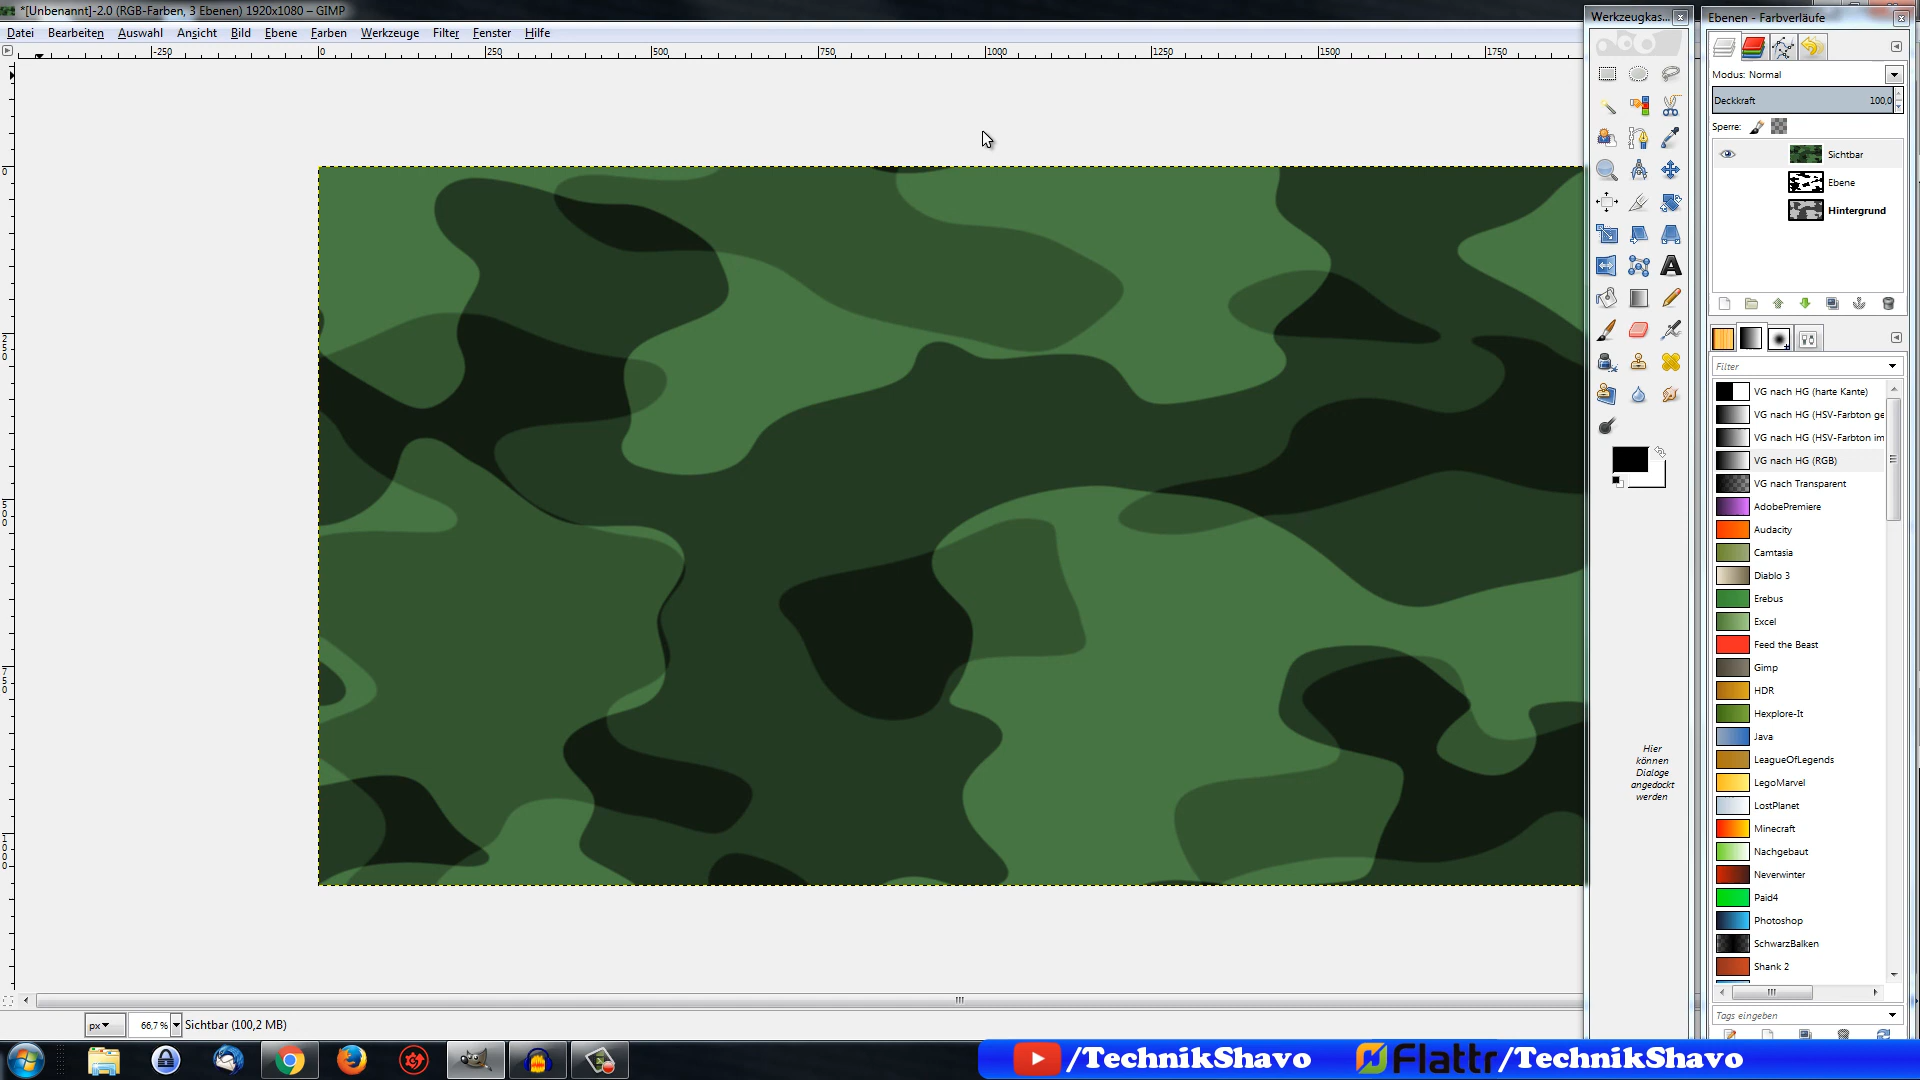 *[Unbenannt]-2.0 (RGB-Farben, 3 Ebenen) 1920x1080 – GIMP
Datei Bearbeiten Auswahl Ansicht Bild Ebene Farben Werkzeuge Filter Fenster Hilfe
-250 0 250 500 750 1000 1250 1500 1750
0
250
500
750
1000
px
66,7 %
Sichtbar (100,2 MB)
Werkzeugkas...
Hier
können
Dialoge
angedockt
werden
Ebenen - Farbverläufe
Modus: Normal
Deckkraft 100,0
Sperre:
Sichtbar
Ebene
Hintergrund
Filter
VG nach HG (harte Kante)
VG nach HG (HSV-Farbton ge
VG nach HG (HSV-Farbton im
VG nach HG (RGB)
VG nach Transparent
AdobePremiere
Audacity
Camtasia
Diablo 3
Erebus
Excel
Feed the Beast
Gimp
HDR
Hexplore-It
Java
LeagueOfLegends
LegoMarvel
LostPlanet
Minecraft
Nachgebaut
Neverwinter
Paid4
Photoshop
SchwarzBalken
Shank 2
Tags eingeben
/TechnikShavo
Flattr/TechnikShavo